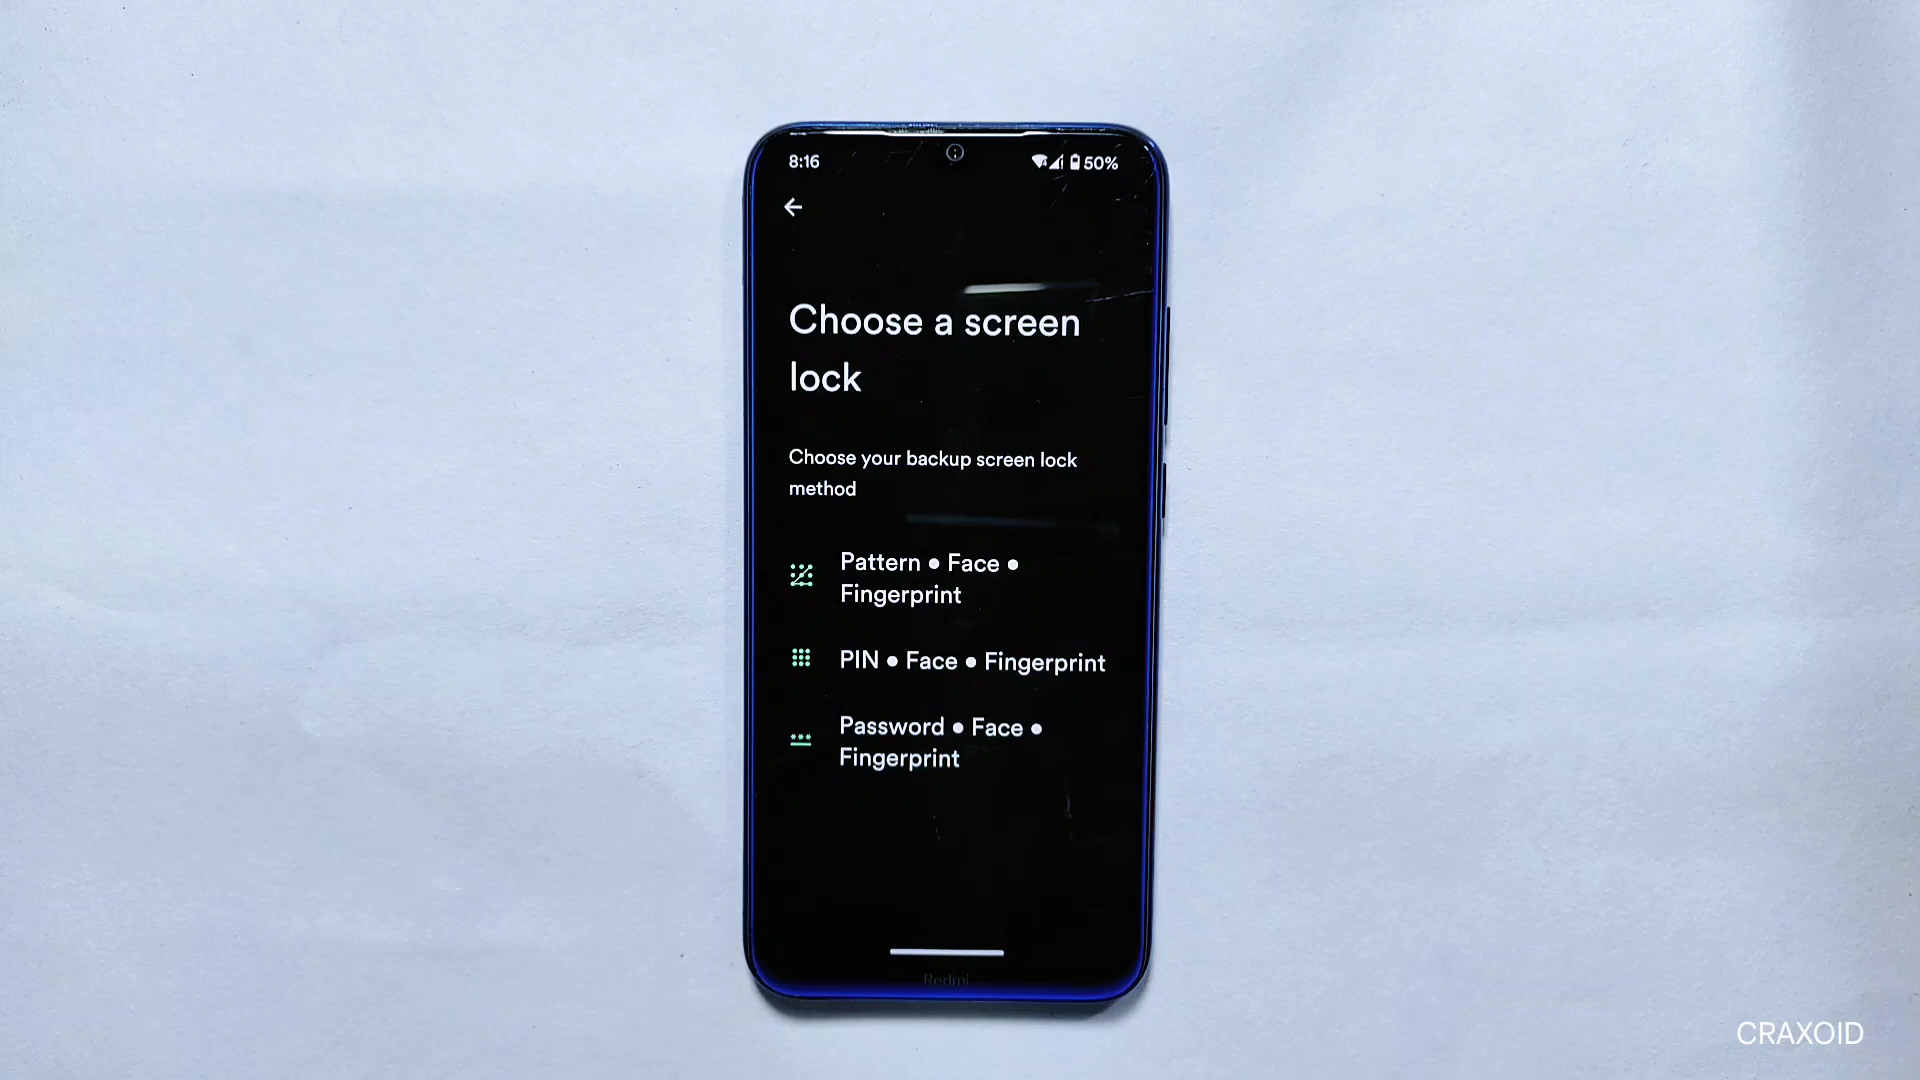 8:16
50%
Choose a screen
lock
Choose your backup screen lock
method
Pattern • Face •
Fingerprint
PIN • Face • Fingerprint
Password • Face •
Fingerprint
Redmi
CRAXOID